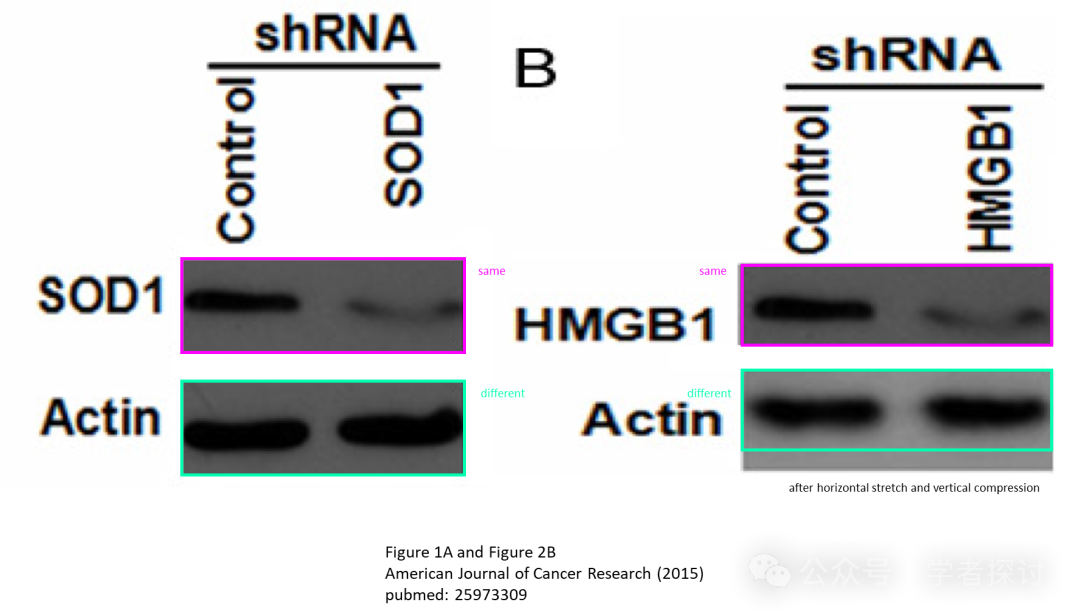 shRNA
Control
SOD1
SOD1
same
Actin
different
B
shRNA
Control
HMGB1
same
HMGB1
different
Actin
after horizontal stretch and vertical compression
Figure 1A and Figure 2B
American Journal of Cancer Research (2015)
pubmed: 25973309
公众号 学者探讨